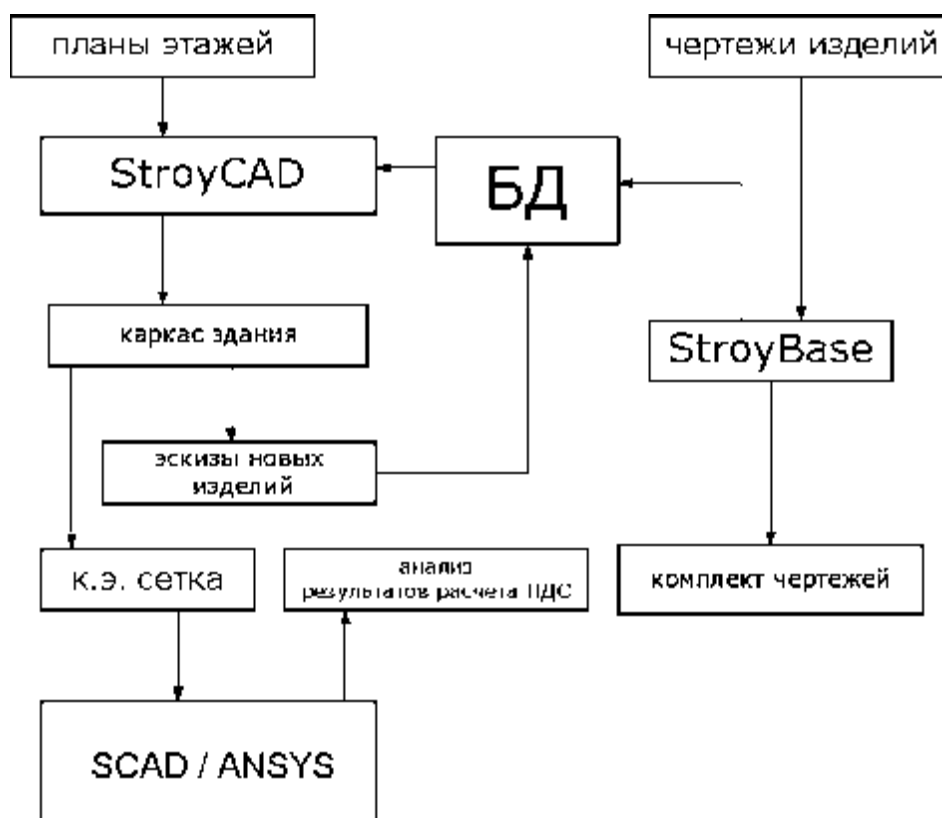 планы этажей
чертежи изделий
StroyCAD
БД
каркас здания
StroyBase
эскизы новых
изделий
к.э. сетка
анализ
результатов расчета ПДС
комплект чертежей
SCAD / ANSYS